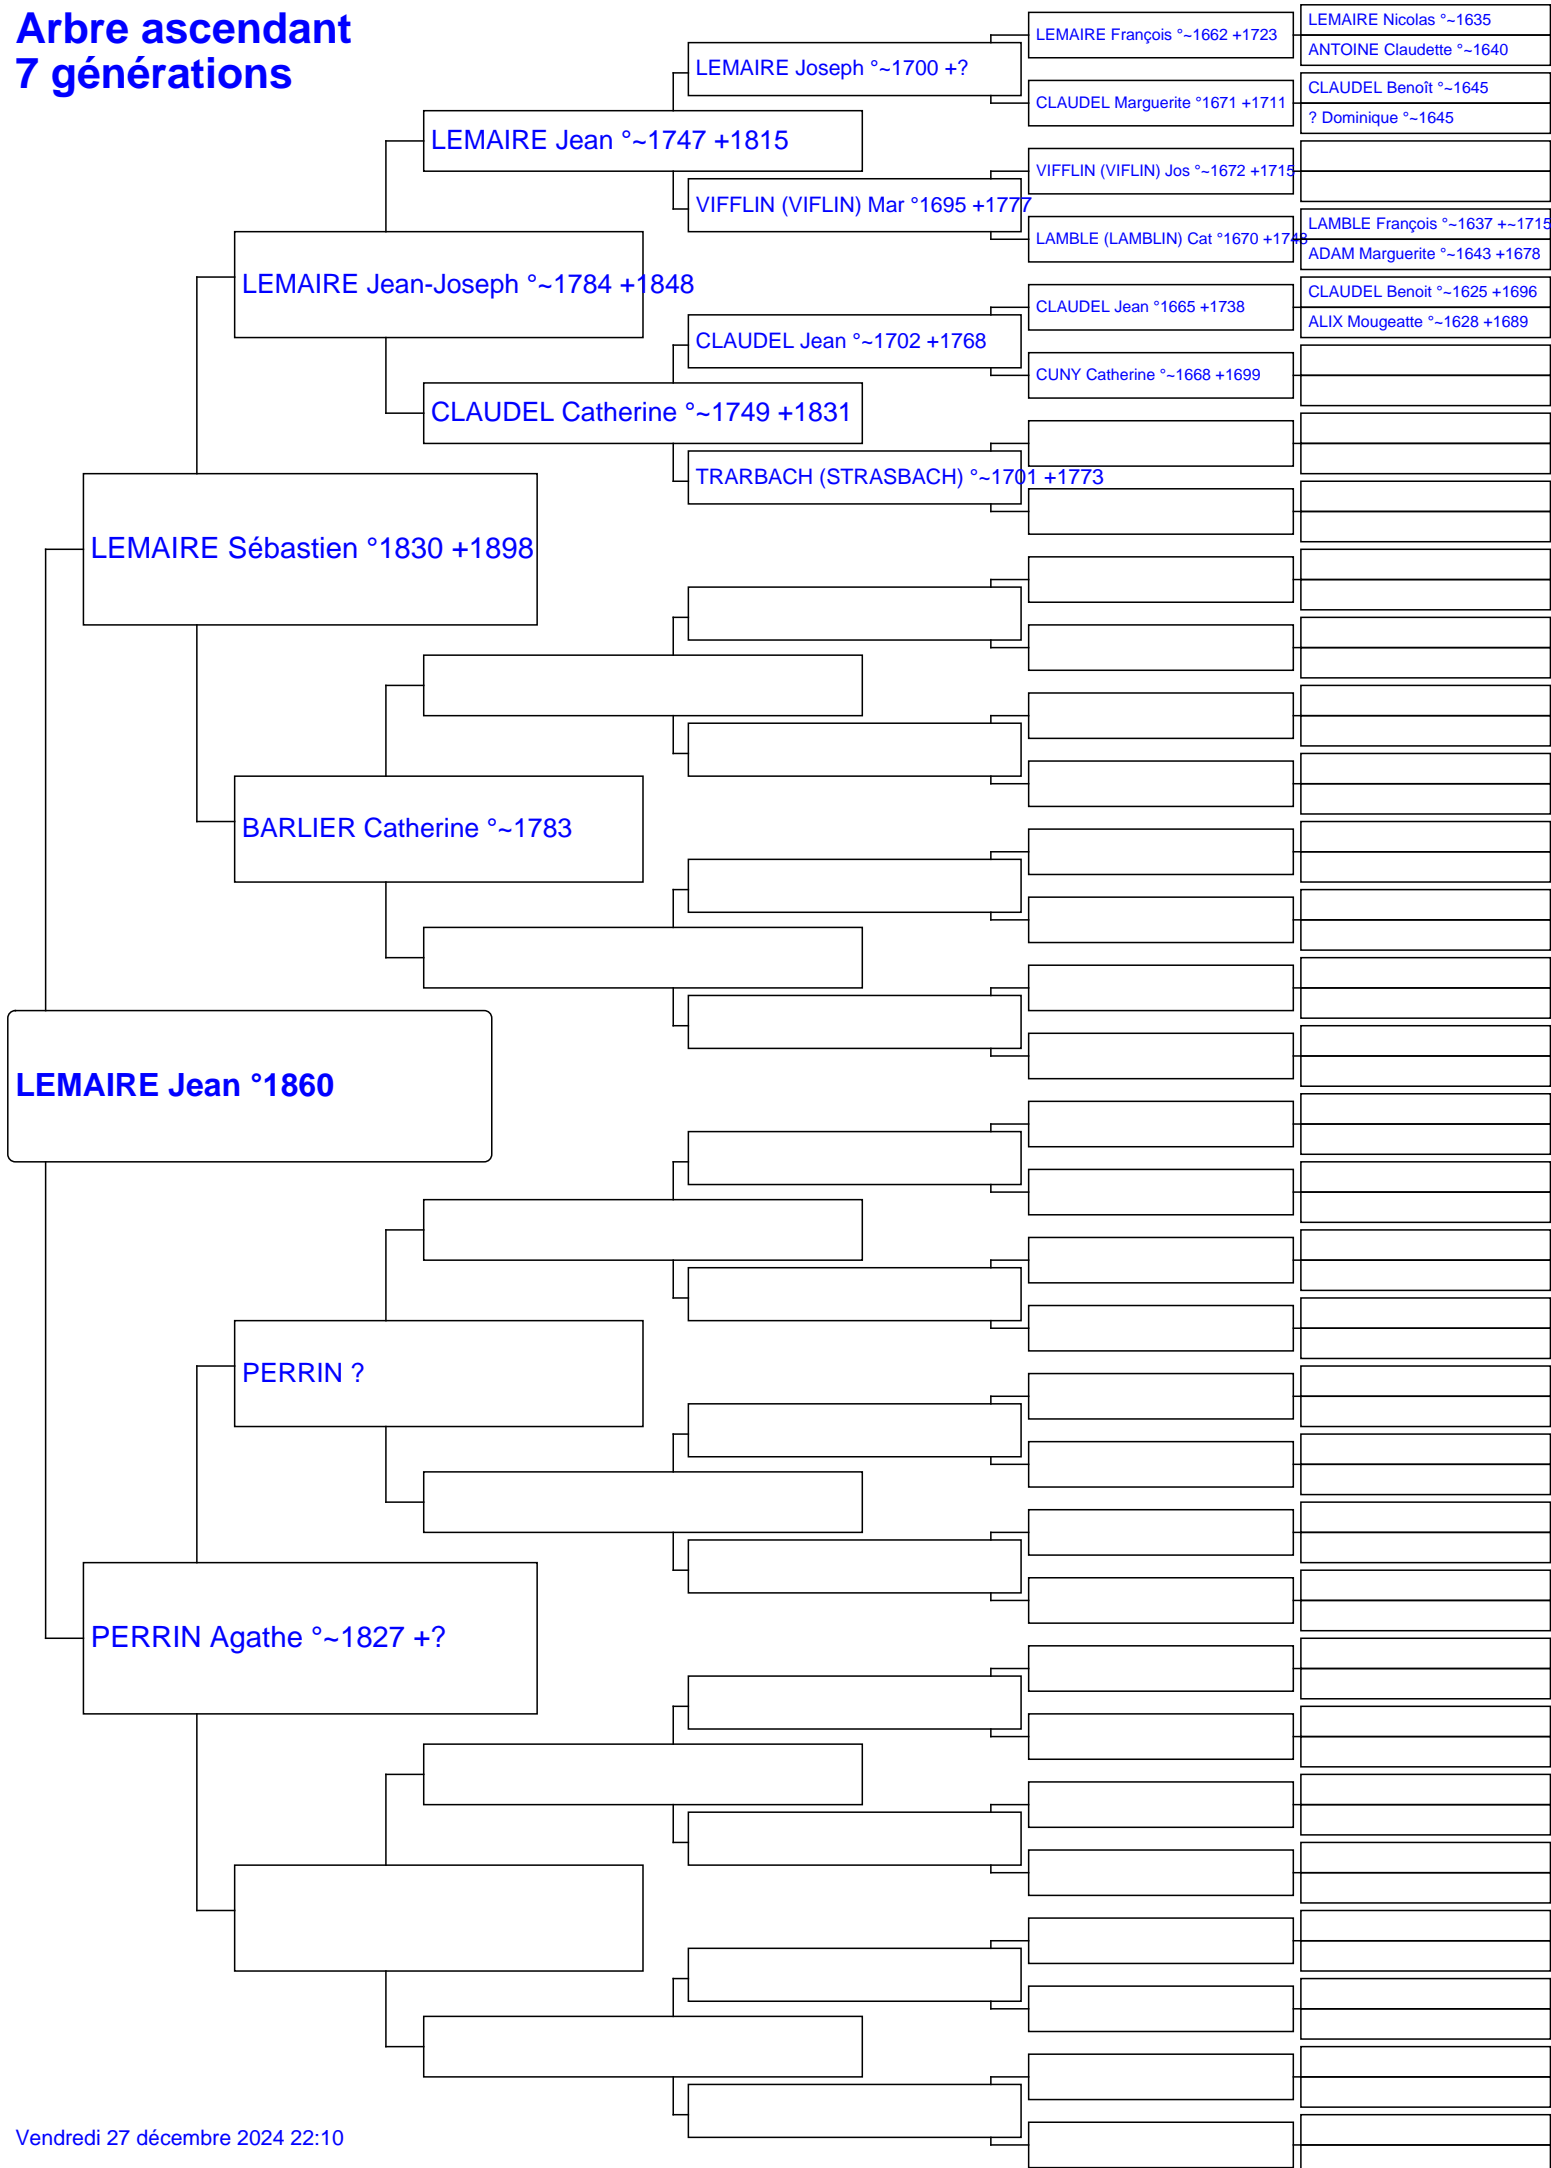 Arbre ascendant
7 générations
LEMAIRE Nicolas °~1635
LEMAIRE François °~1662 +1723
ANTOINE Claudette °~1640
LEMAIRE Joseph °~1700 +?
CLAUDEL Benoît °~1645
CLAUDEL Marguerite °1671 +1711
? Dominique °~1645
LEMAIRE Jean °~1747 +1815
VIFFLIN (VIFLIN) Jos °~1672 +1715
VIFFLIN (VIFLIN) Mar °1695 +1777
LAMBLE François °~1637 +~1715
LAMBLE (LAMBLIN) Cat °1670 +1748
ADAM Marguerite °~1643 +1678
LEMAIRE Jean-Joseph °~1784 +1848
CLAUDEL Benoit °~1625 +1696
CLAUDEL Jean °1665 +1738
ALIX Mougeatte °~1628 +1689
CLAUDEL Jean °~1702 +1768
CUNY Catherine °~1668 +1699
CLAUDEL Catherine °~1749 +1831
TRARBACH (STRASBACH) °~1701 +1773
LEMAIRE Sébastien °1830 +1898
BARLIER Catherine °~1783
LEMAIRE Jean °1860
PERRIN ?
PERRIN Agathe °~1827 +?
Vendredi 27 décembre 2024 22:10